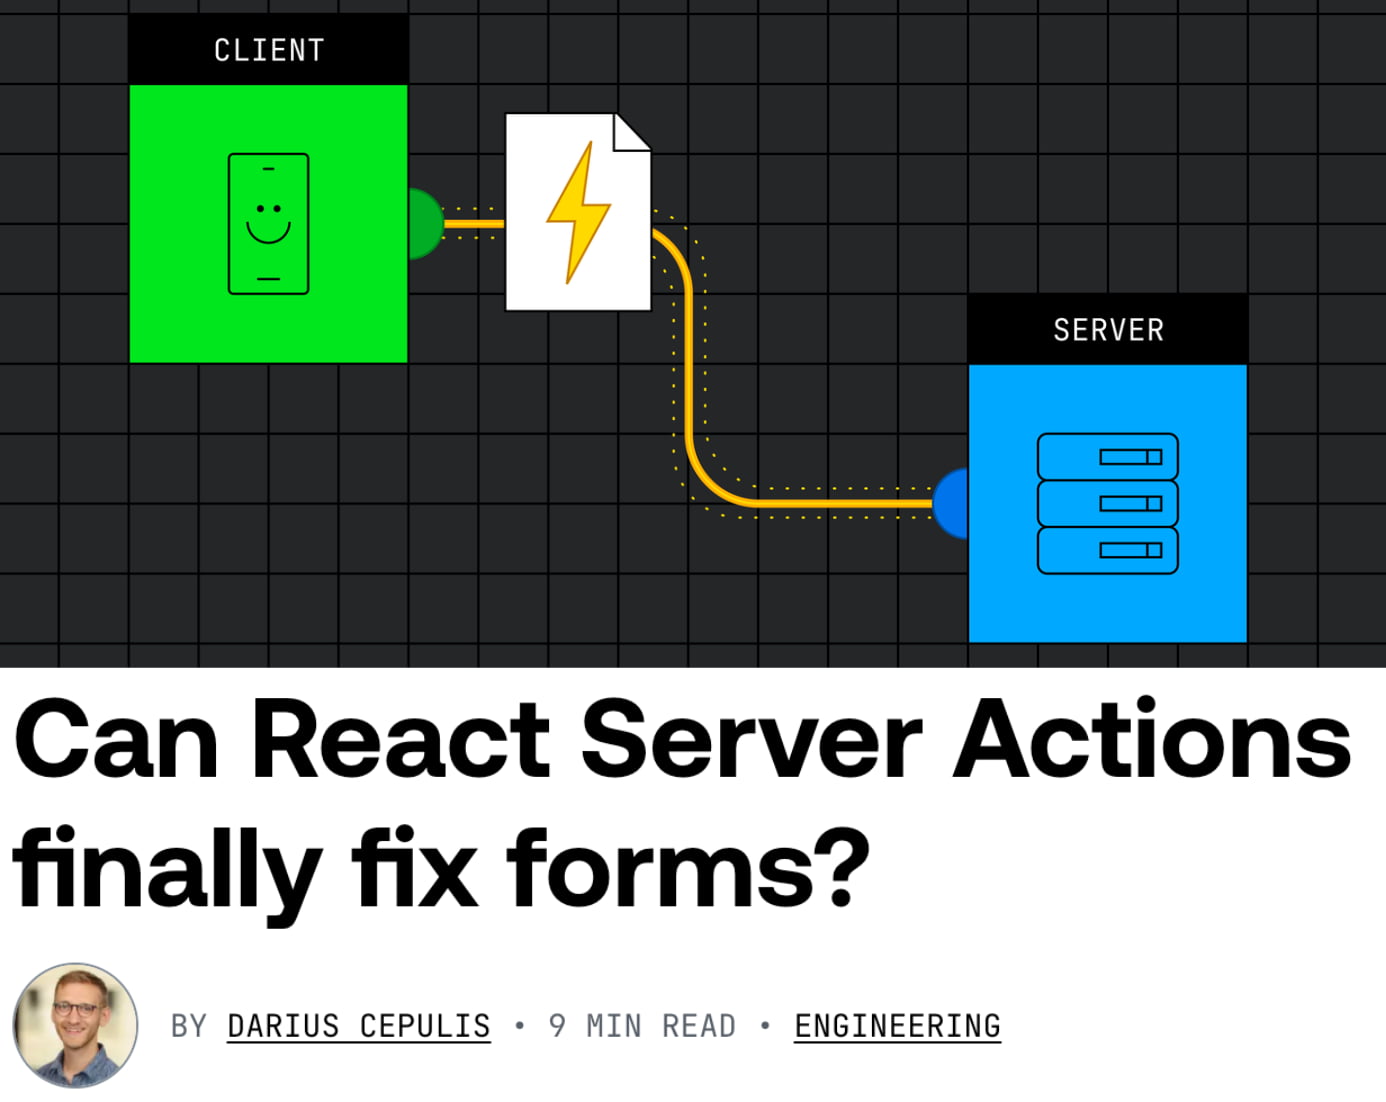 CLIENT
SERVER
Can React Server Actions
finally fix forms?
BY DARIUS CEPULIS • 9 MIN READ • ENGINEERING